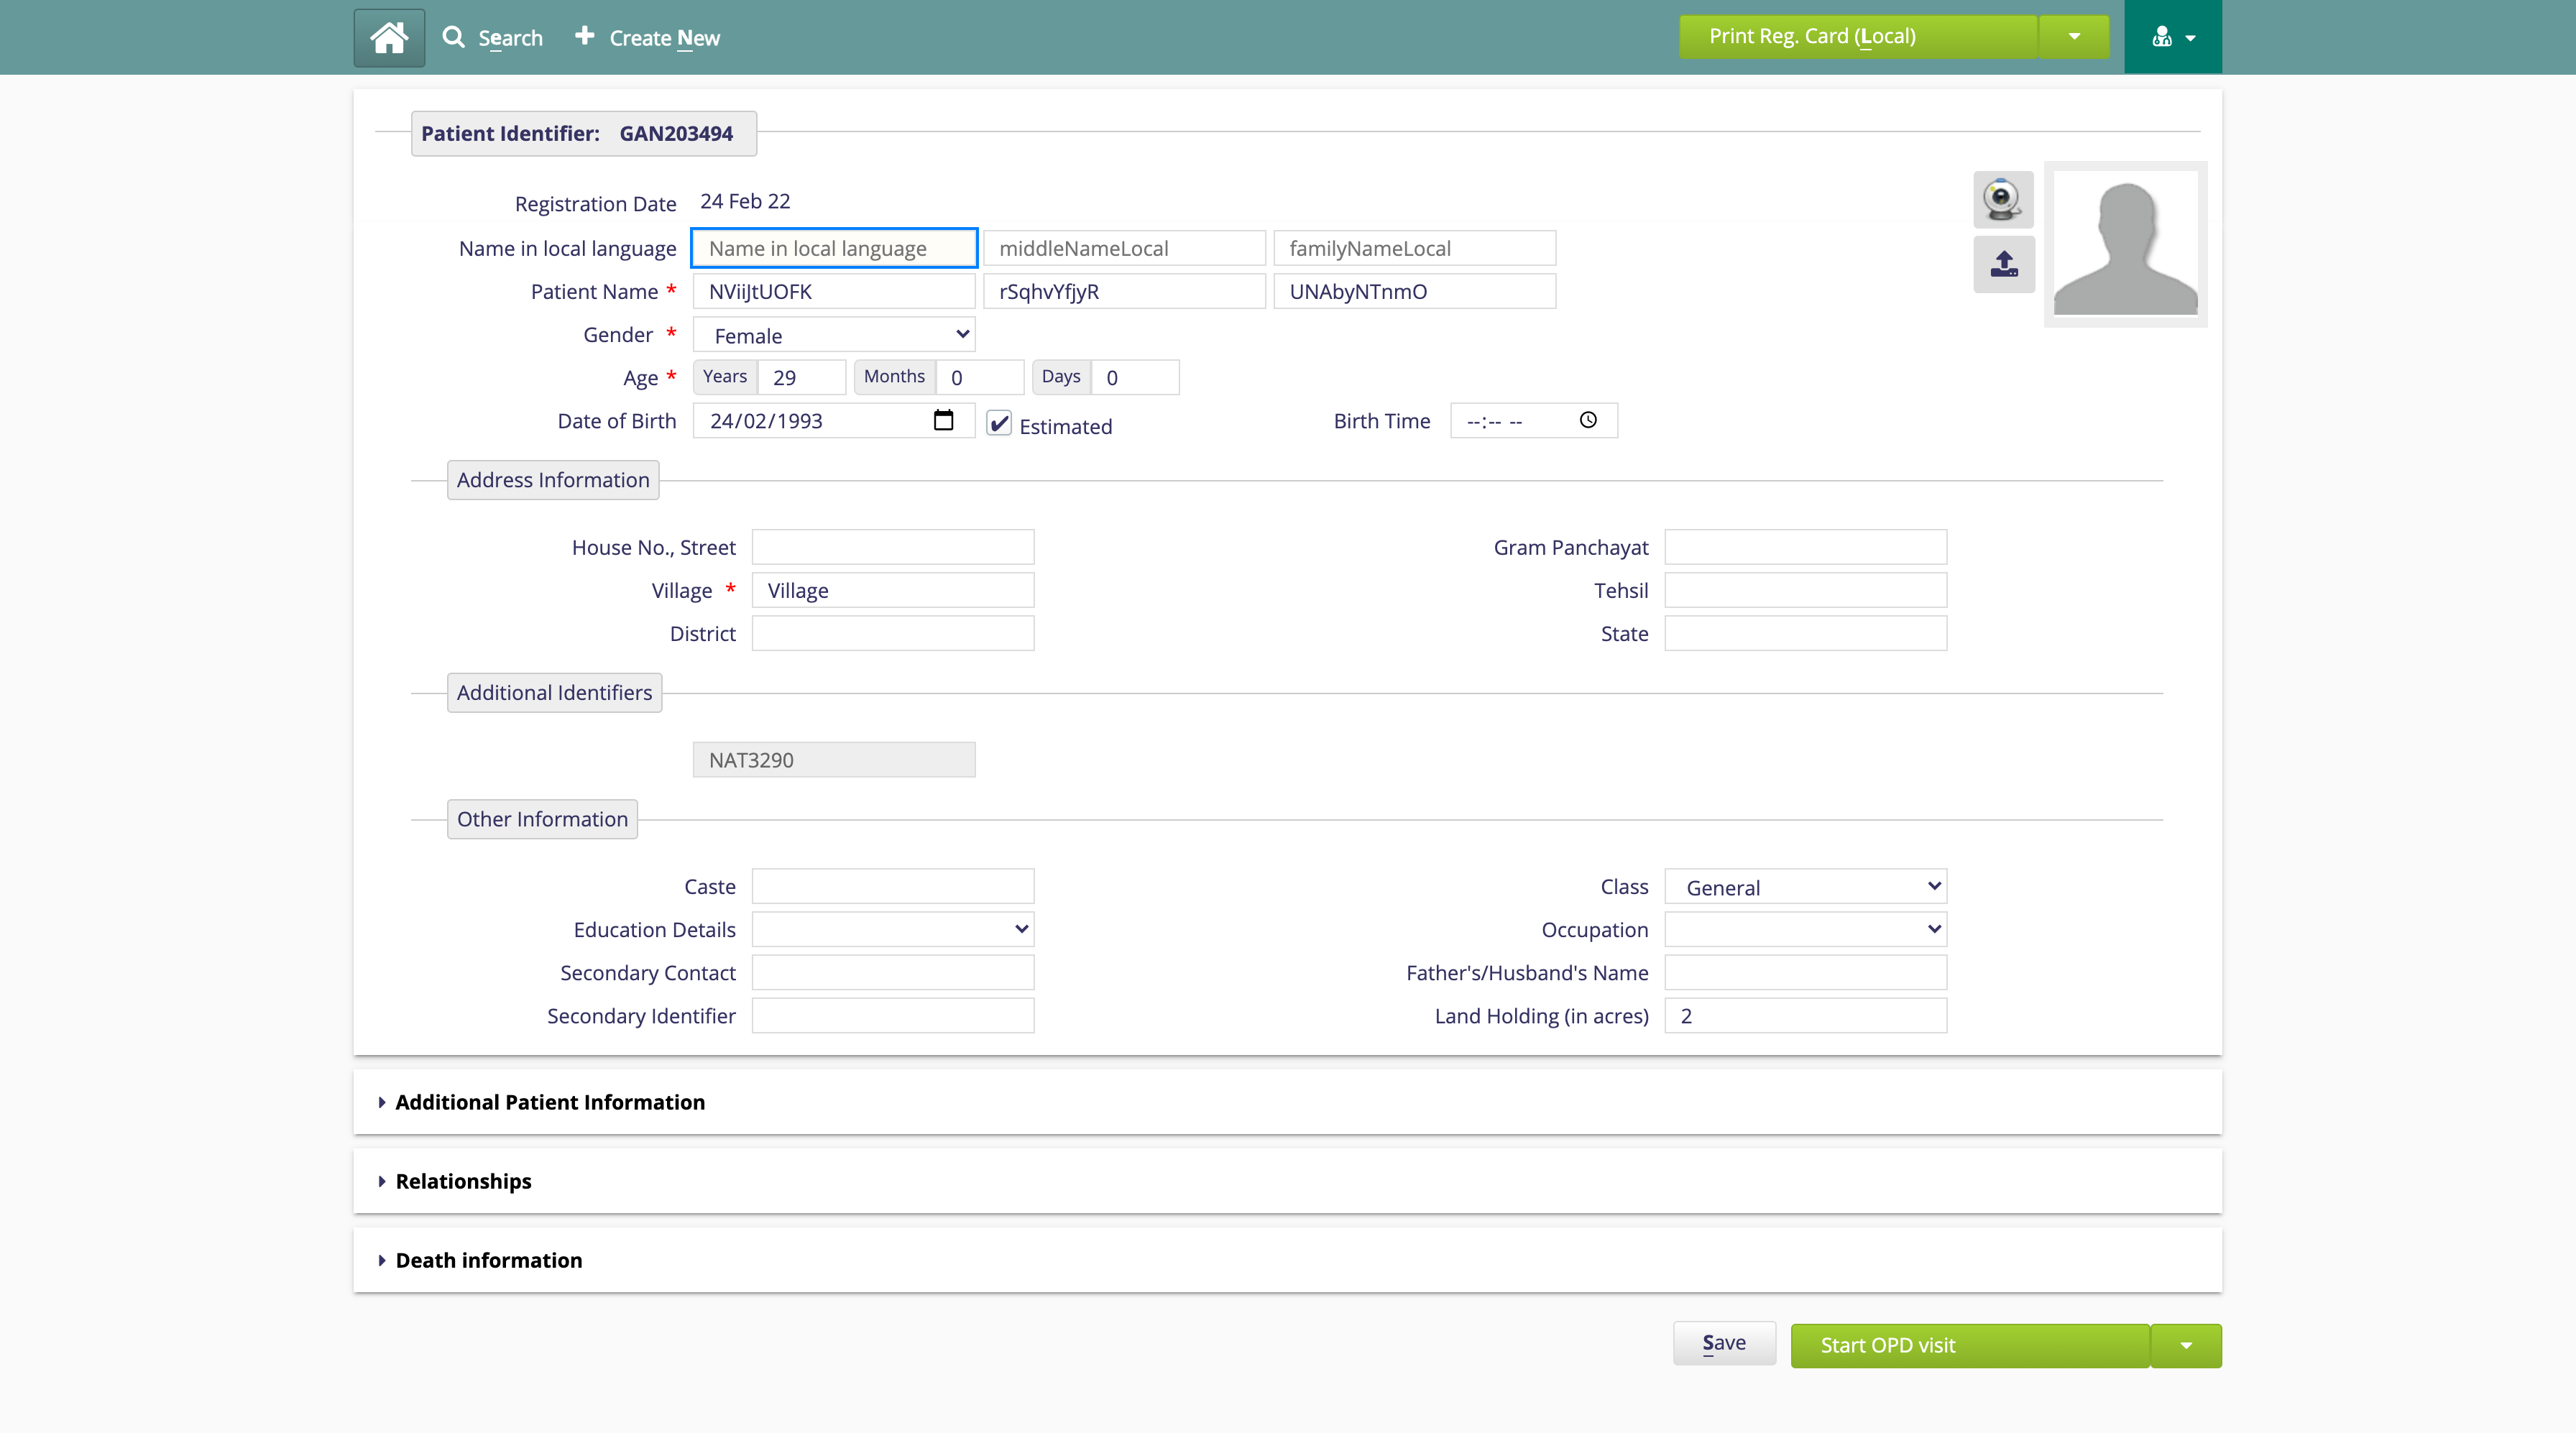 Search Create New Print Reg. Card (Local)
Patient Identifier: GAN203494
Registration Date 24 Feb 22
Name in local language Name in local language middleNameLocal familyNameLocal
Patient Name * NViiJtUOFK rSqhvYfjyR UNAbyNTnmO
Gender * Female
Age * Years 29 Months 0 Days 0
Date of Birth 24/02/1993 Estimated Birth Time --:-- --
Address Information
House No., Street Gram Panchayat
Village * Village Tehsil
District State
Additional Identifiers
NAT3290
Other Information
Caste Class General
Education Details Occupation
Secondary Contact Father's/Husband's Name
Secondary Identifier Land Holding (in acres) 2
Additional Patient Information
Relationships
Death information
Save Start OPD visit